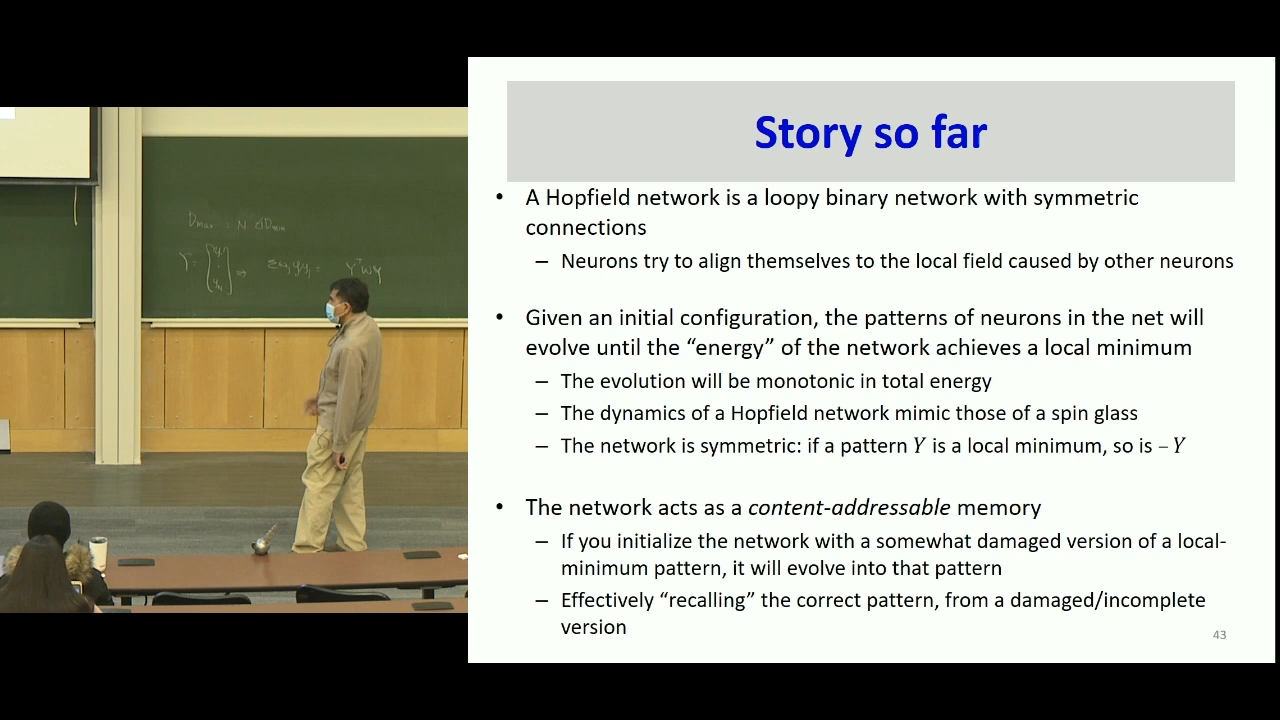 Dmax : N
Y =
Story so far
• A Hopfield network is a loopy binary network with symmetric
connections
– Neurons try to align themselves to the local field caused by other neurons
• Given an initial configuration, the patterns of neurons in the net will
evolve until the “energy” of the network achieves a local minimum
– The evolution will be monotonic in total energy
– The dynamics of a Hopfield network mimic those of a spin glass
– The network is symmetric: if a pattern Y is a local minimum, so is – Y
• The network acts as a content-addressable memory
– If you initialize the network with a somewhat damaged version of a local-
minimum pattern, it will evolve into that pattern
– Effectively “recalling” the correct pattern, from a damaged/incomplete
version
43